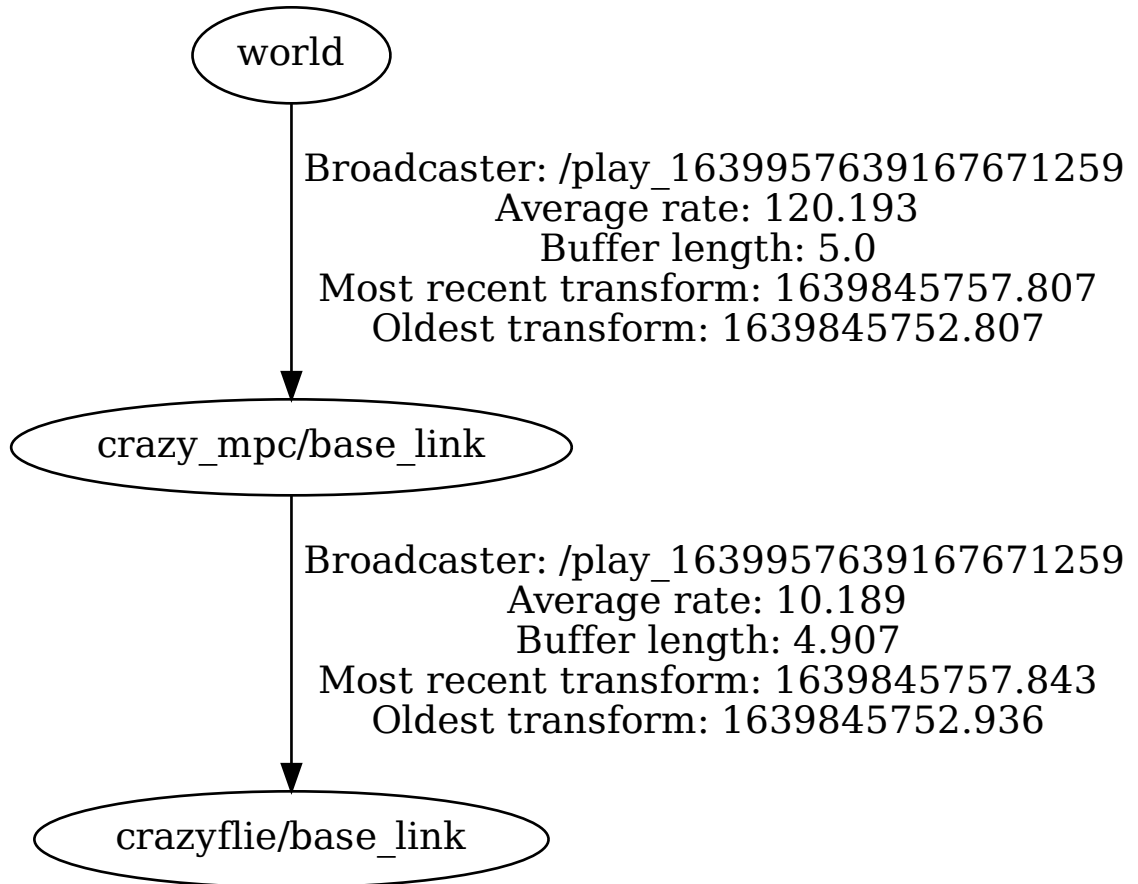 world
Broadcaster: /play_1639957639167671259
Average rate: 120.193
Buffer length: 5.0
Most recent transform: 1639845757.807
Oldest transform: 1639845752.807
crazy_mpc/base_link
Broadcaster: /play_1639957639167671259
Average rate: 10.189
Buffer length: 4.907
Most recent transform: 1639845757.843
Oldest transform: 1639845752.936
crazyflie/base_link